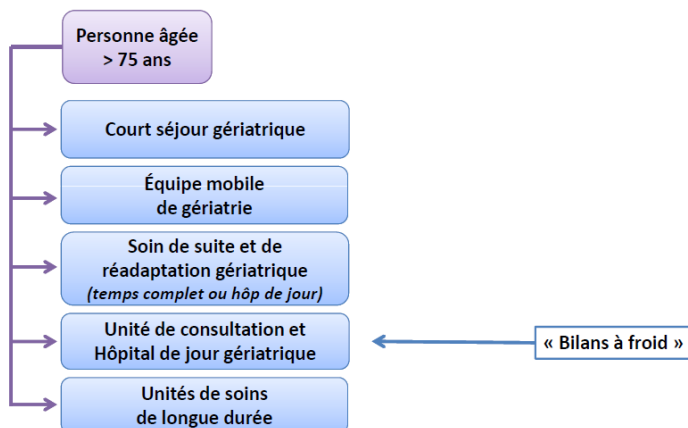 Personne âgée
> 75 ans
Court séjour gériatrique
Équipe mobile
de gériatrie
Soin de suite et de
réadaptation gériatrique
(temps complet ou hôp de jour)
Unité de consultation et
Hôpital de jour gériatrique
« Bilans à froid »
Unités de soins
de longue durée